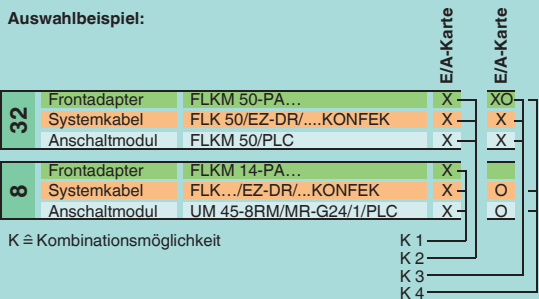 Auswahlbeispiel:
E/A-Karte
E/A-Karte
32
Frontadapter FLKM 50-PA… X XO
Systemkabel FLK 50/EZ-DR/....KONFEK X X
Anschaltmodul FLKM 50/PLC X X
8
Frontadapter FLKM 14-PA… X
Systemkabel FLK…/EZ-DR/...KONFEK X O
Anschaltmodul UM 45-8RM/MR-G24/1/PLC X O
K ≙ Kombinationsmöglichkeit
K 1
K 2
K 3
K 4